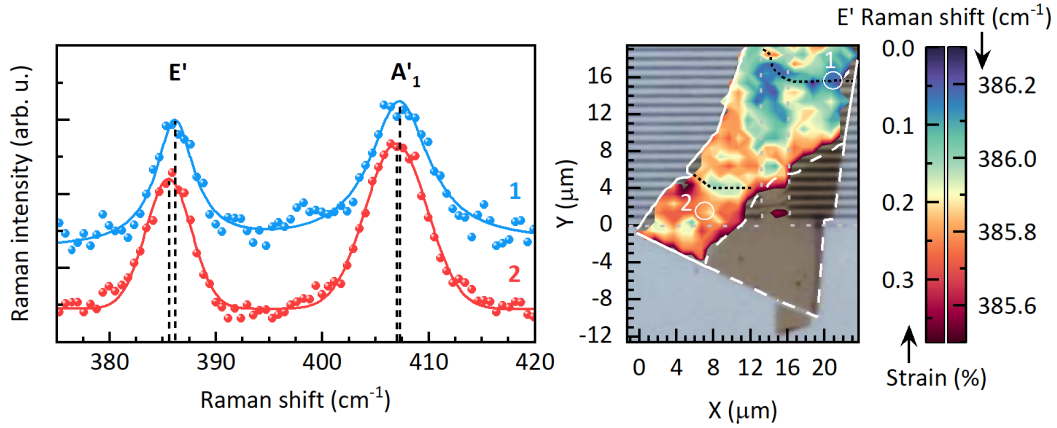 E'
A'1
1
2
Raman intensity (arb. u.)
380 390 400 410 420
Raman shift (cm-1)
1
2
16
12
8
4
0
-4
-8
-12
Y (μm)
0 4 8 12 16 20
X (μm)
E' Raman shift (cm-1)
0.0
0.1
0.2
0.3
386.2
386.0
385.8
385.6
Strain (%)